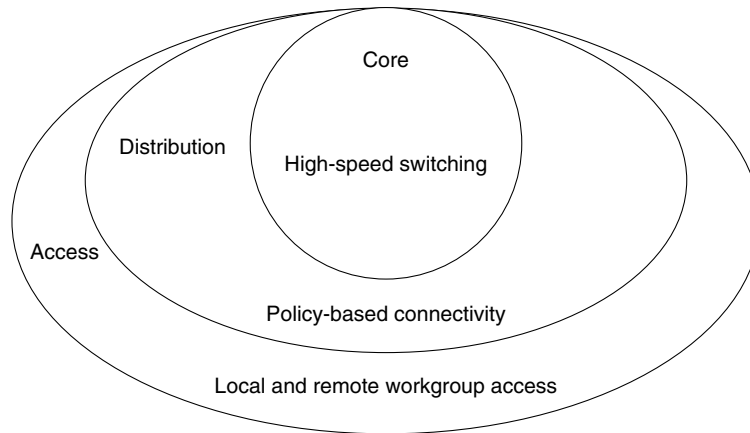 Core
Distribution
High-speed switching
Access
Policy-based connectivity
Local and remote workgroup access